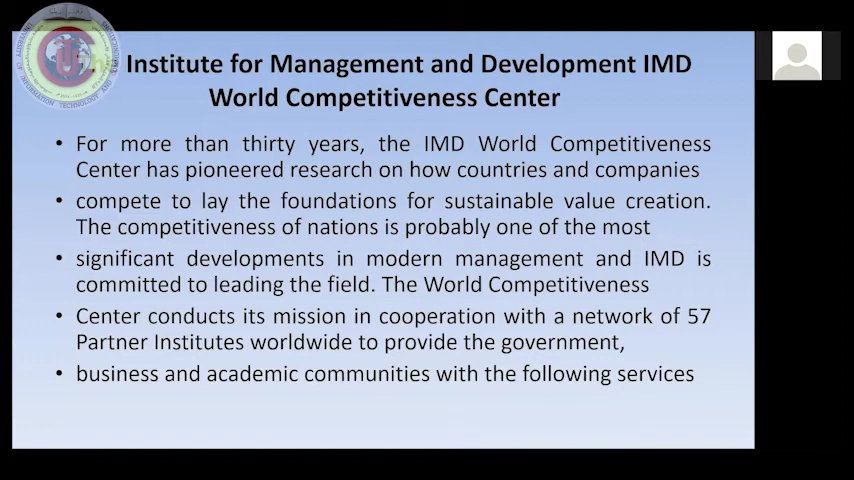 Institute for Management and Development IMD
World Competitiveness Center
• For more than thirty years, the IMD World Competitiveness
Center has pioneered research on how countries and companies
• compete to lay the foundations for sustainable value creation.
The competitiveness of nations is probably one of the most
• significant developments in modern management and IMD is
committed to leading the field. The World Competitiveness
• Center conducts its mission in cooperation with a network of 57
Partner Institutes worldwide to provide the government,
• business and academic communities with the following services